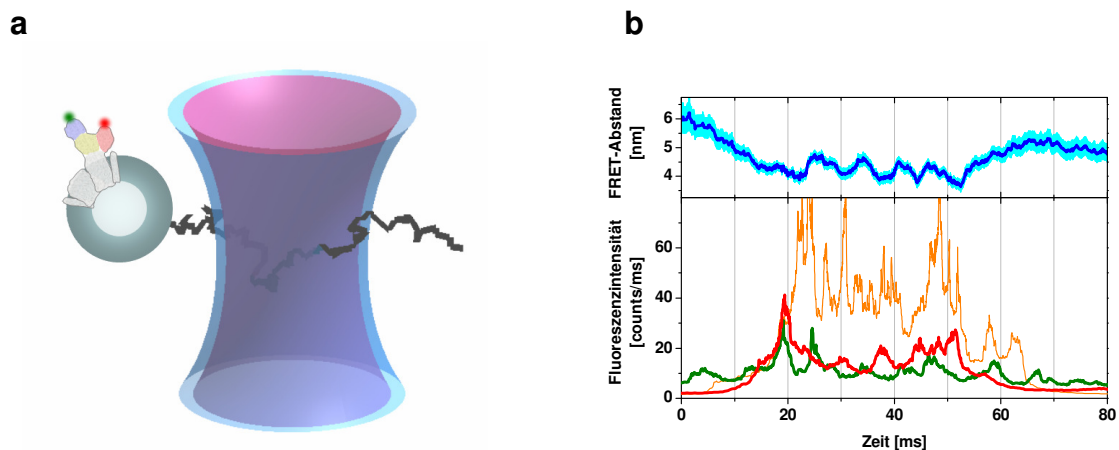 a
b
FRET-Abstand
[nm]
6
5
4
Fluoreszenzintensität
[counts/ms]
60
40
20
0
0 20 40 60 80
Zeit [ms]